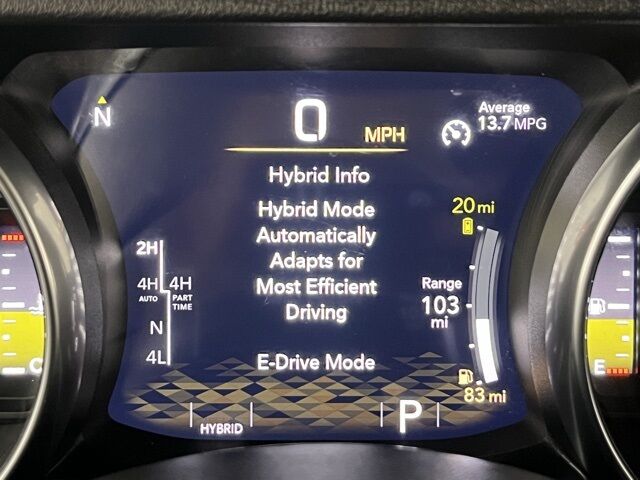 N
0 MPH
Average
13.7 MPG
Hybrid Info
Hybrid Mode
Automatically
Adapts for
Most Efficient
Driving
E-Drive Mode
2H
4H 4H
AUTO PART TIME
N
4L
20 mi
Range
103
mi
83 mi
HYBRID
P
C
E